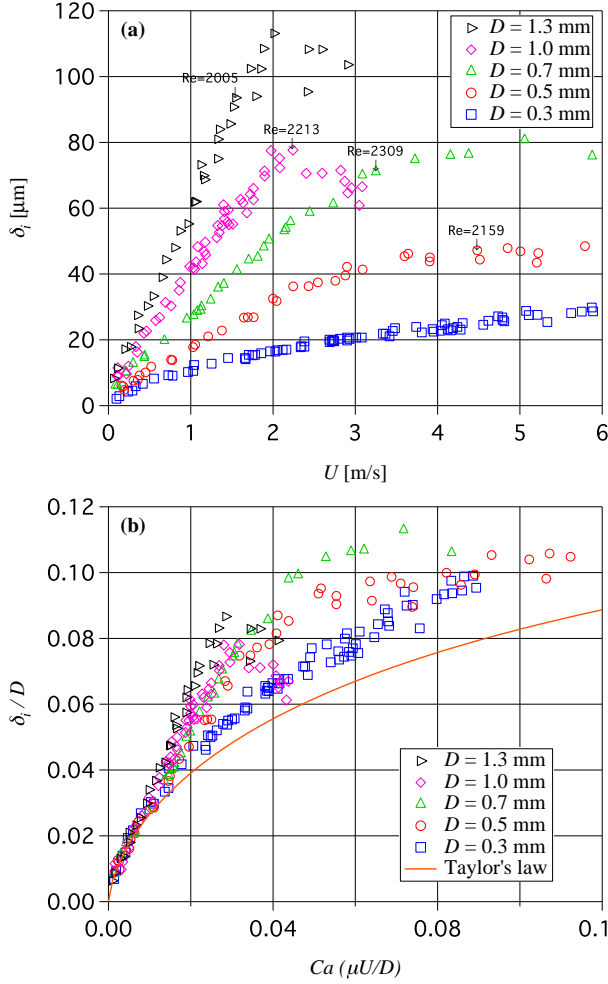 (a)
120
100
80
60
40
20
0
δi [μm]
Re=2005
Re=2213
Re=2309
Re=2159
D = 1.3 mm
D = 1.0 mm
D = 0.7 mm
D = 0.5 mm
D = 0.3 mm
0 1 2 3 4 5 6
U [m/s]
(b)
0.12
0.10
0.08
0.06
0.04
0.02
0.00
δi / D
D = 1.3 mm
D = 1.0 mm
D = 0.7 mm
D = 0.5 mm
D = 0.3 mm
Taylor's law
0.00 0.04 0.08 0.1
Ca (μU/D)